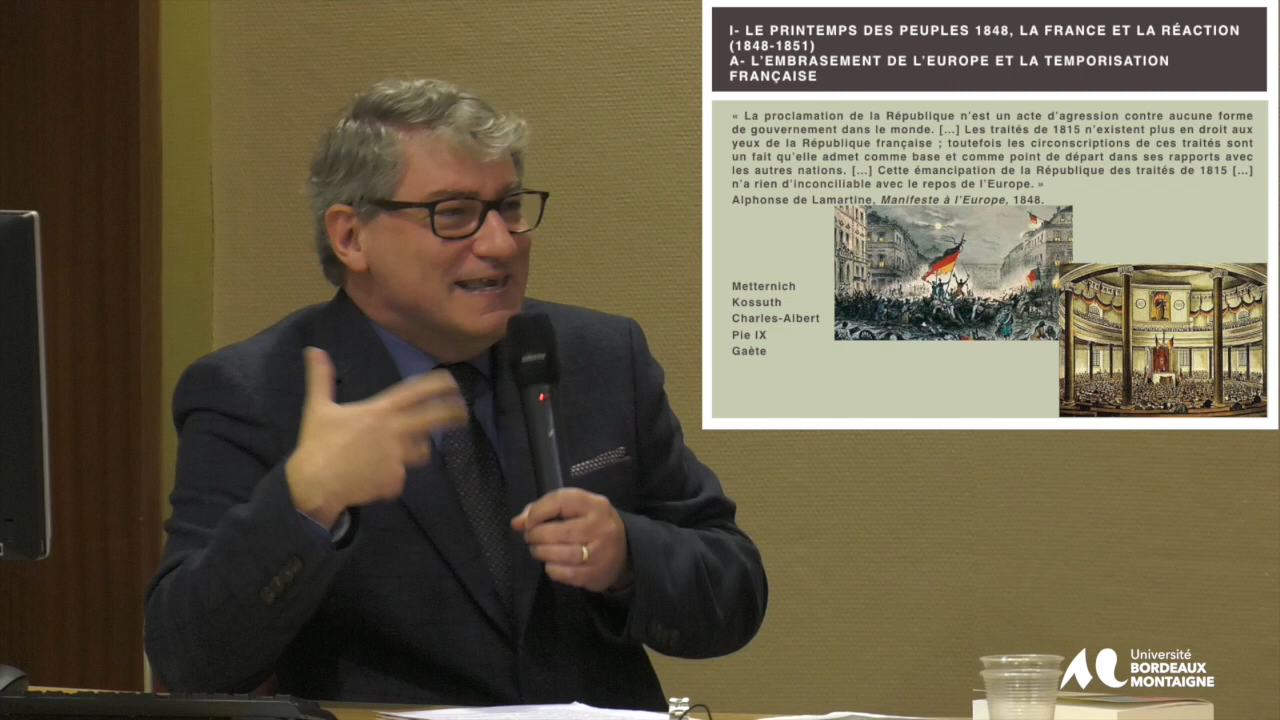 I- LE PRINTEMPS DES PEUPLES 1848, LA FRANCE ET LA RÉACTION
(1848-1851)
A- L'EMBRASEMENT DE L'EUROPE ET LA TEMPORISATION
FRANÇAISE
« La proclamation de la République n'est un acte d'agression contre aucune forme
de gouvernement dans le monde. [...] Les traités de 1815 n'existent plus en droit aux
yeux de la République française ; toutefois les circonscriptions de ces traités sont
un fait qu'elle admet comme base et comme point de départ dans ses rapports avec
les autres nations. [...] Cette émancipation de la République des traités de 1815 [...]
n'a rien d'inconciliable avec le repos de l'Europe. »
Alphonse de Lamartine, Manifeste à l'Europe, 1848.
Metternich
Kossuth
Charles-Albert
Pie IX
Gaète
Université
BORDEAUX
MONTAIGNE